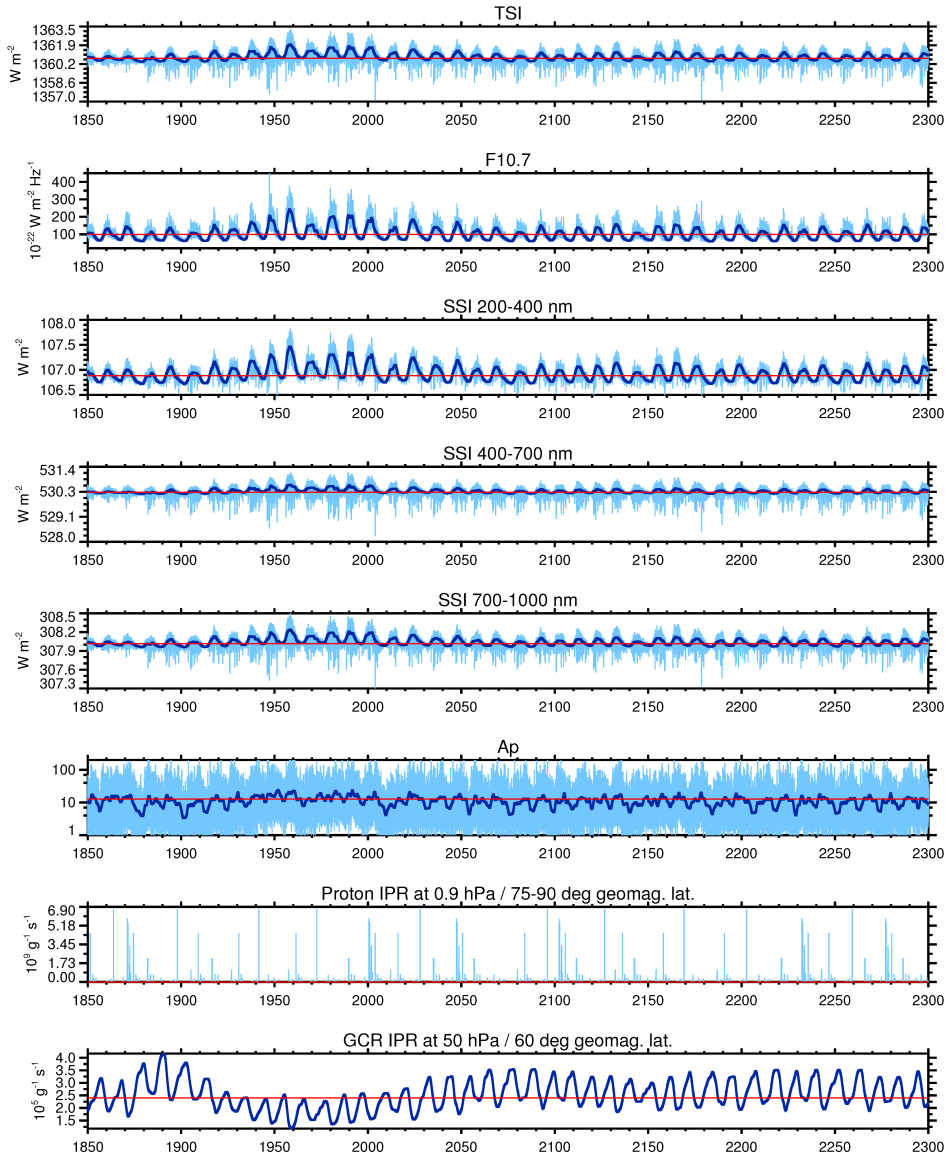 TSI
W m-2
1363.5
1361.9
1360.2
1358.6
1357.0
1850 1900 1950 2000 2050 2100 2150 2200 2250 2300
F10.7
10-22 W m-2 Hz-1
400
300
200
100
1850 1900 1950 2000 2050 2100 2150 2200 2250 2300
SSI 200-400 nm
W m-2
108.0
107.5
107.0
106.5
1850 1900 1950 2000 2050 2100 2150 2200 2250 2300
SSI 400-700 nm
W m-2
531.4
530.3
529.1
528.0
1850 1900 1950 2000 2050 2100 2150 2200 2250 2300
SSI 700-1000 nm
W m-2
308.5
308.2
307.9
307.6
307.3
1850 1900 1950 2000 2050 2100 2150 2200 2250 2300
Ap
100
10
1
1850 1900 1950 2000 2050 2100 2150 2200 2250 2300
Proton IPR at 0.9 hPa / 75-90 deg geomag. lat.
109 g-1 s-1
6.90
5.18
3.45
1.73
0.00
1850 1900 1950 2000 2050 2100 2150 2200 2250 2300
GCR IPR at 50 hPa / 60 deg geomag. lat.
105 g-1 s-1
4.0
3.5
3.0
2.5
2.0
1.5
1850 1900 1950 2000 2050 2100 2150 2200 2250 2300